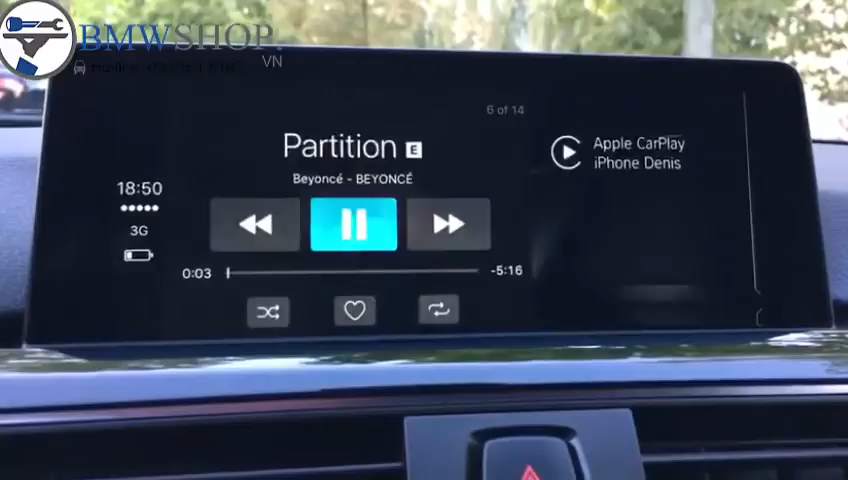 BMWSHOP.
VN
6 of 14
Partition E
Beyoncé - BEYONCÉ
Apple CarPlay
iPhone Denis
18:50
3G
0:03
-5:16